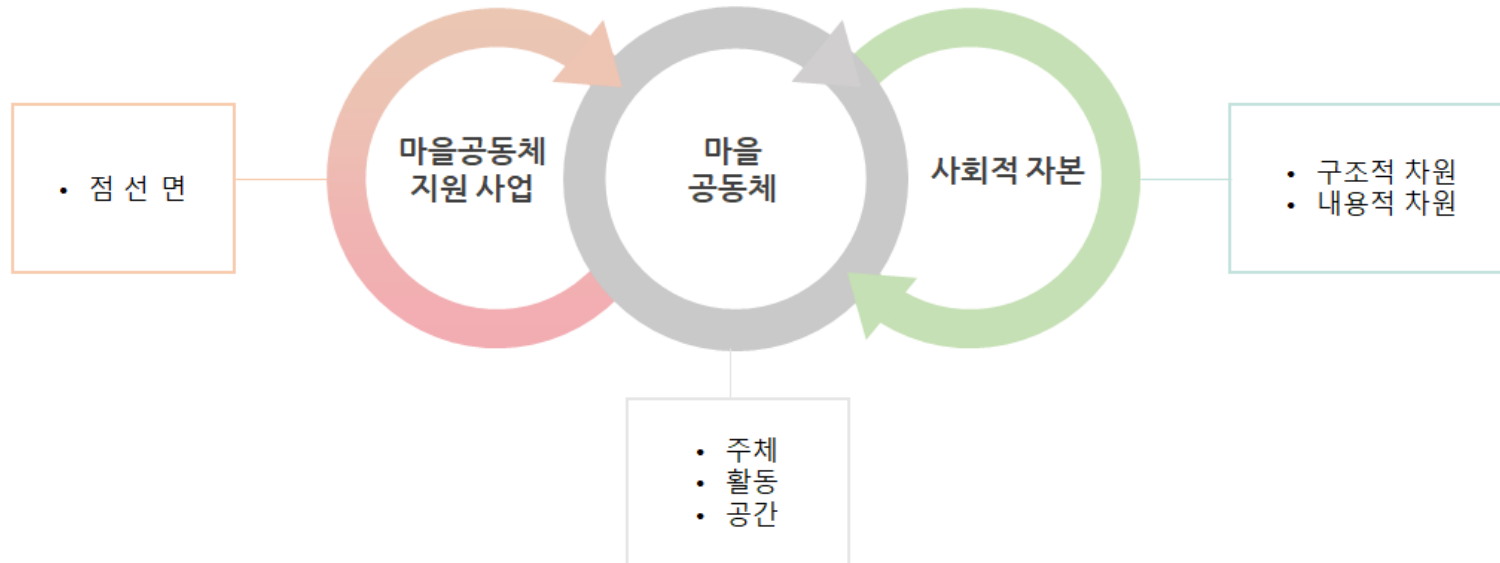 마을공동체
지원 사업
마을
공동체
사회적 자본
• 점 선 면
• 구조적 차원
• 내용적 차원
• 주체
• 활동
• 공간